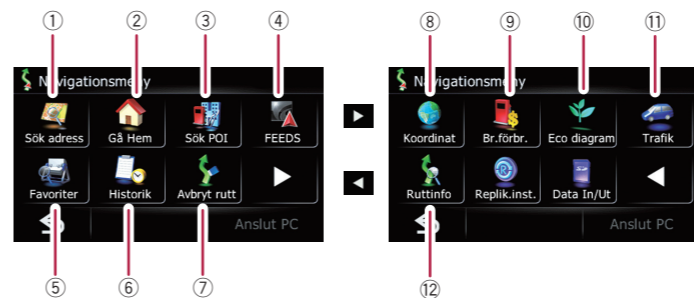 ① ② ③ ④ ⑧ ⑨ ⑩ ⑪
Navigationsmeny
Sök adress Gå Hem Sök POI FEEDS
Favoriter Historik Avbryt rutt
Anslut PC
⑤ ⑥ ⑦
Navigationsmeny
Koordinat Br.förbr. Eco diagram Trafik
Ruttinfo Replik.inst. Data In/Ut
Anslut PC
⑫